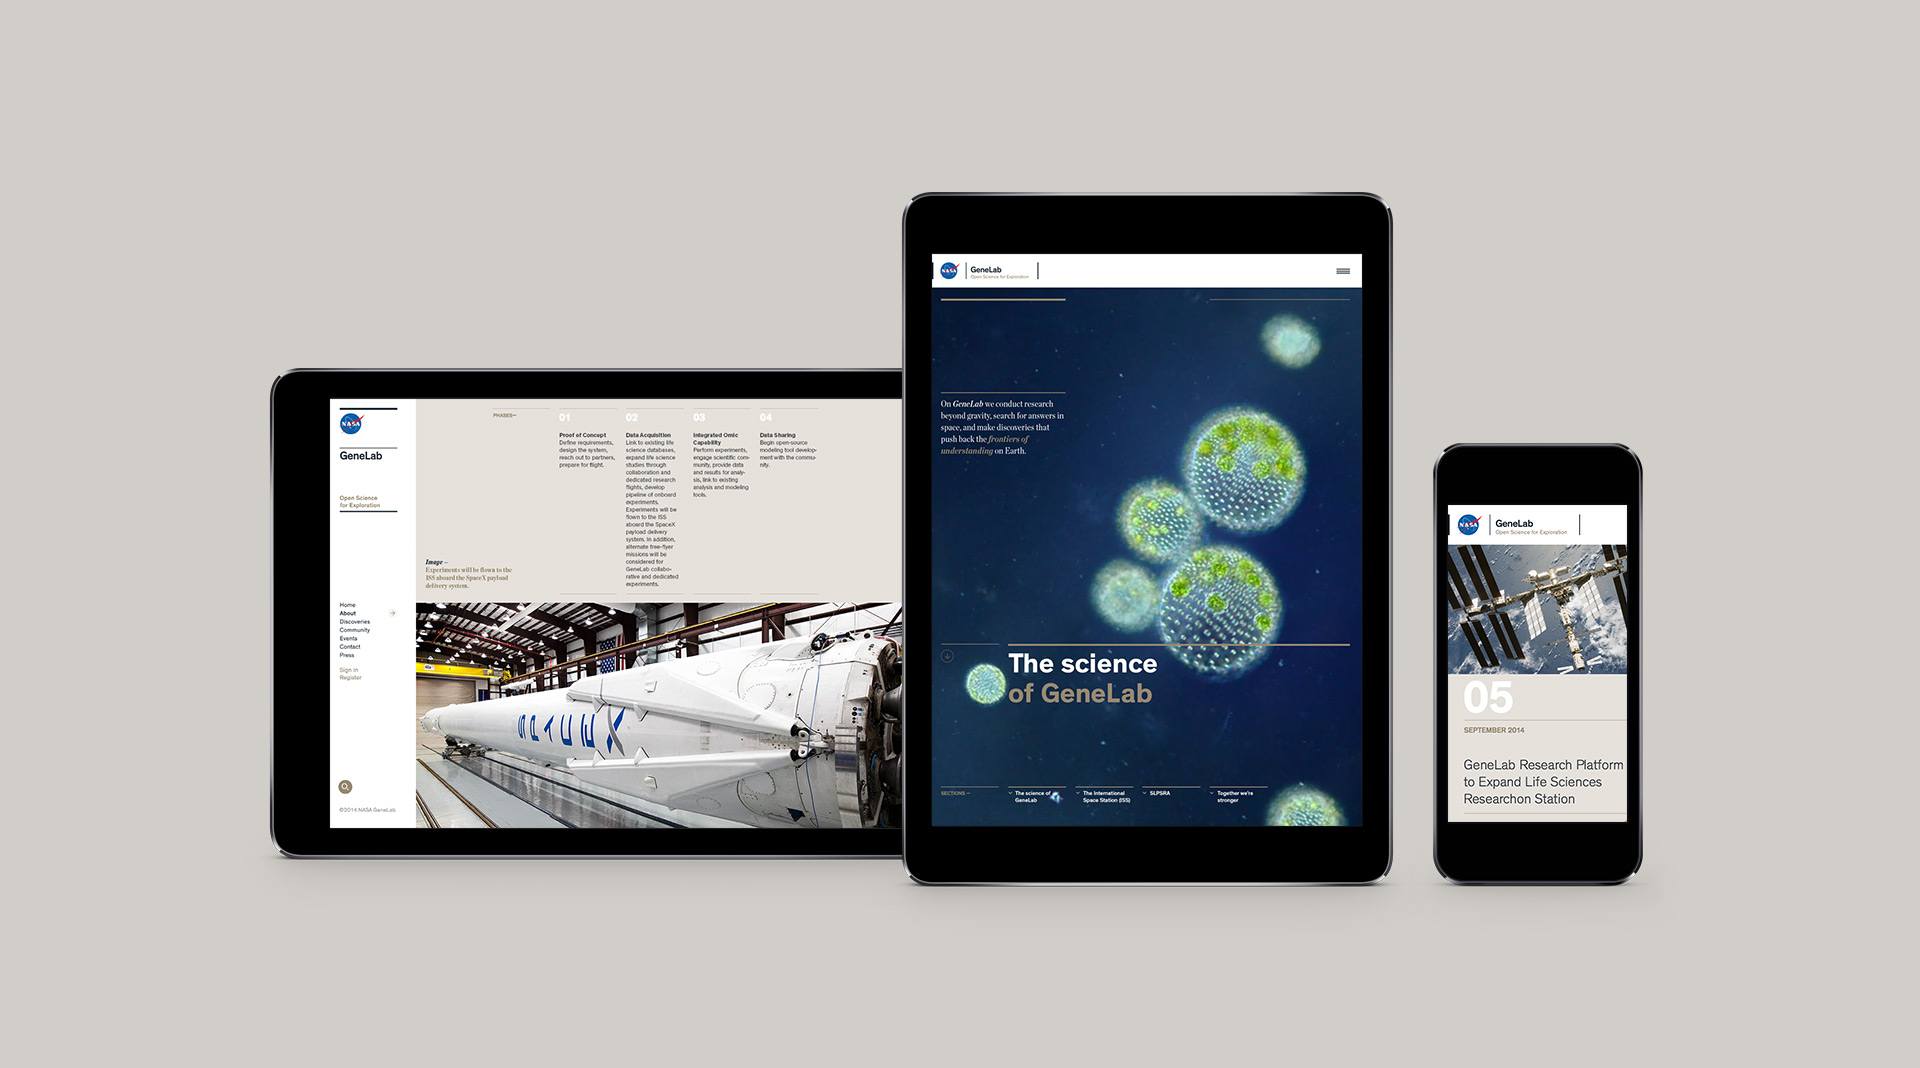 NASA
GeneLab
Open Science
for Exploration
Home
About
Discoveries
Community
Events
Contact
Press
Sign in
Register
©2014 NASA GeneLab
PHASES—
01
Proof of Concept
Define requirements,
design the system,
reach out to partners,
prepare for flight.
02
Data Acquisition
Link to existing life
science databases,
expand life science
studies through
collaboration and
dedicated research
flights, develop
pipeline of onboard
experiments.
Experiments will be
flown to the ISS
aboard the SpaceX
payload delivery
system. In addition,
alternate free-flyer
missions will be
considered for
GeneLab collabo-
rative and dedicated
experiments.
03
Integrated Omic
Capability
Perform experiments,
engage scientific com-
munity, provide data
and results for analy-
sis, link to existing
analysis and modeling
tools.
04
Data Sharing
Begin open-source
modeling tool develop-
ment with the commu-
nity.
Image —
Experiments will be flown to the
ISS aboard the SpaceX payload
delivery system.
SPACEX
NASA
GeneLab
Open Science for Exploration
On GeneLab we conduct research
beyond gravity, search for answers in
space, and make discoveries that
push back the frontiers of
understanding on Earth.
The science
of GeneLab
SECTIONS —
The science of
GeneLab
The International
Space Station (ISS)
SLPSRA
Together we're
stronger
NASA
GeneLab
Open Science for Exploration
05
SEPTEMBER 2014
GeneLab Research Platform
to Expand Life Sciences
Researchon Station